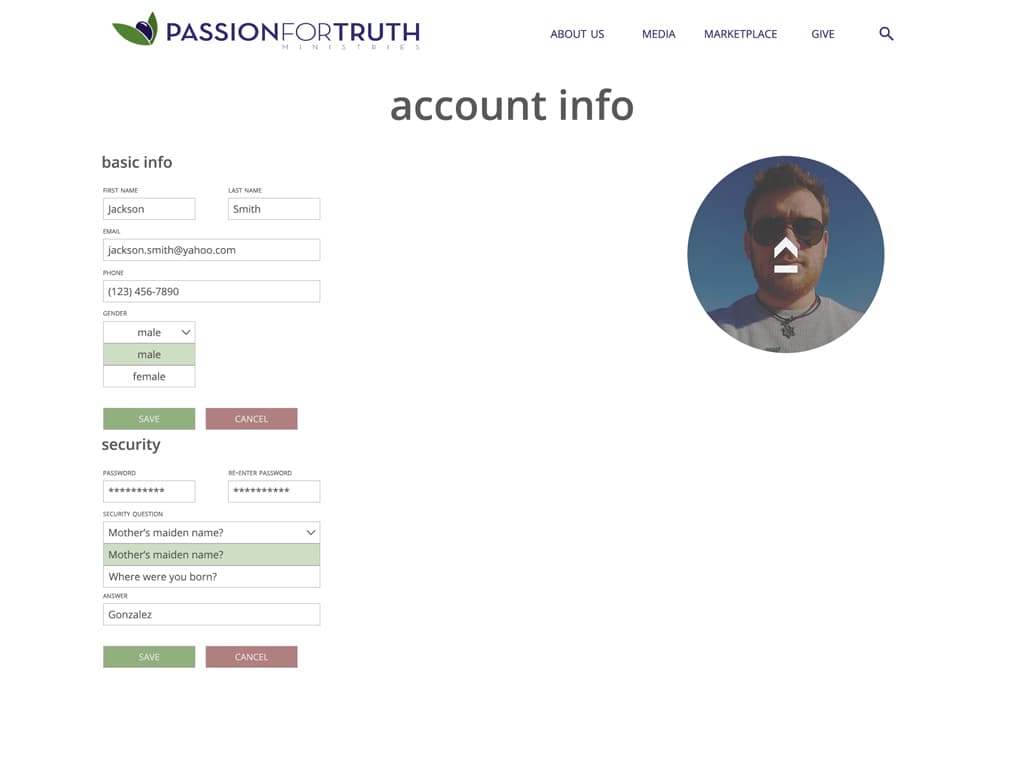 PASSIONFORTRUTH
MINISTRIES
ABOUT US MEDIA MARKETPLACE GIVE
account info
basic info
FIRST NAME LAST NAME
Jackson Smith
EMAIL
jackson.smith@yahoo.com
PHONE
(123) 456-7890
GENDER
male
male
female
SAVE CANCEL
security
PASSWORD RE-ENTER PASSWORD
********** **********
SECURITY QUESTION
Mother's maiden name?
Mother's maiden name?
Where were you born?
ANSWER
Gonzalez
SAVE CANCEL